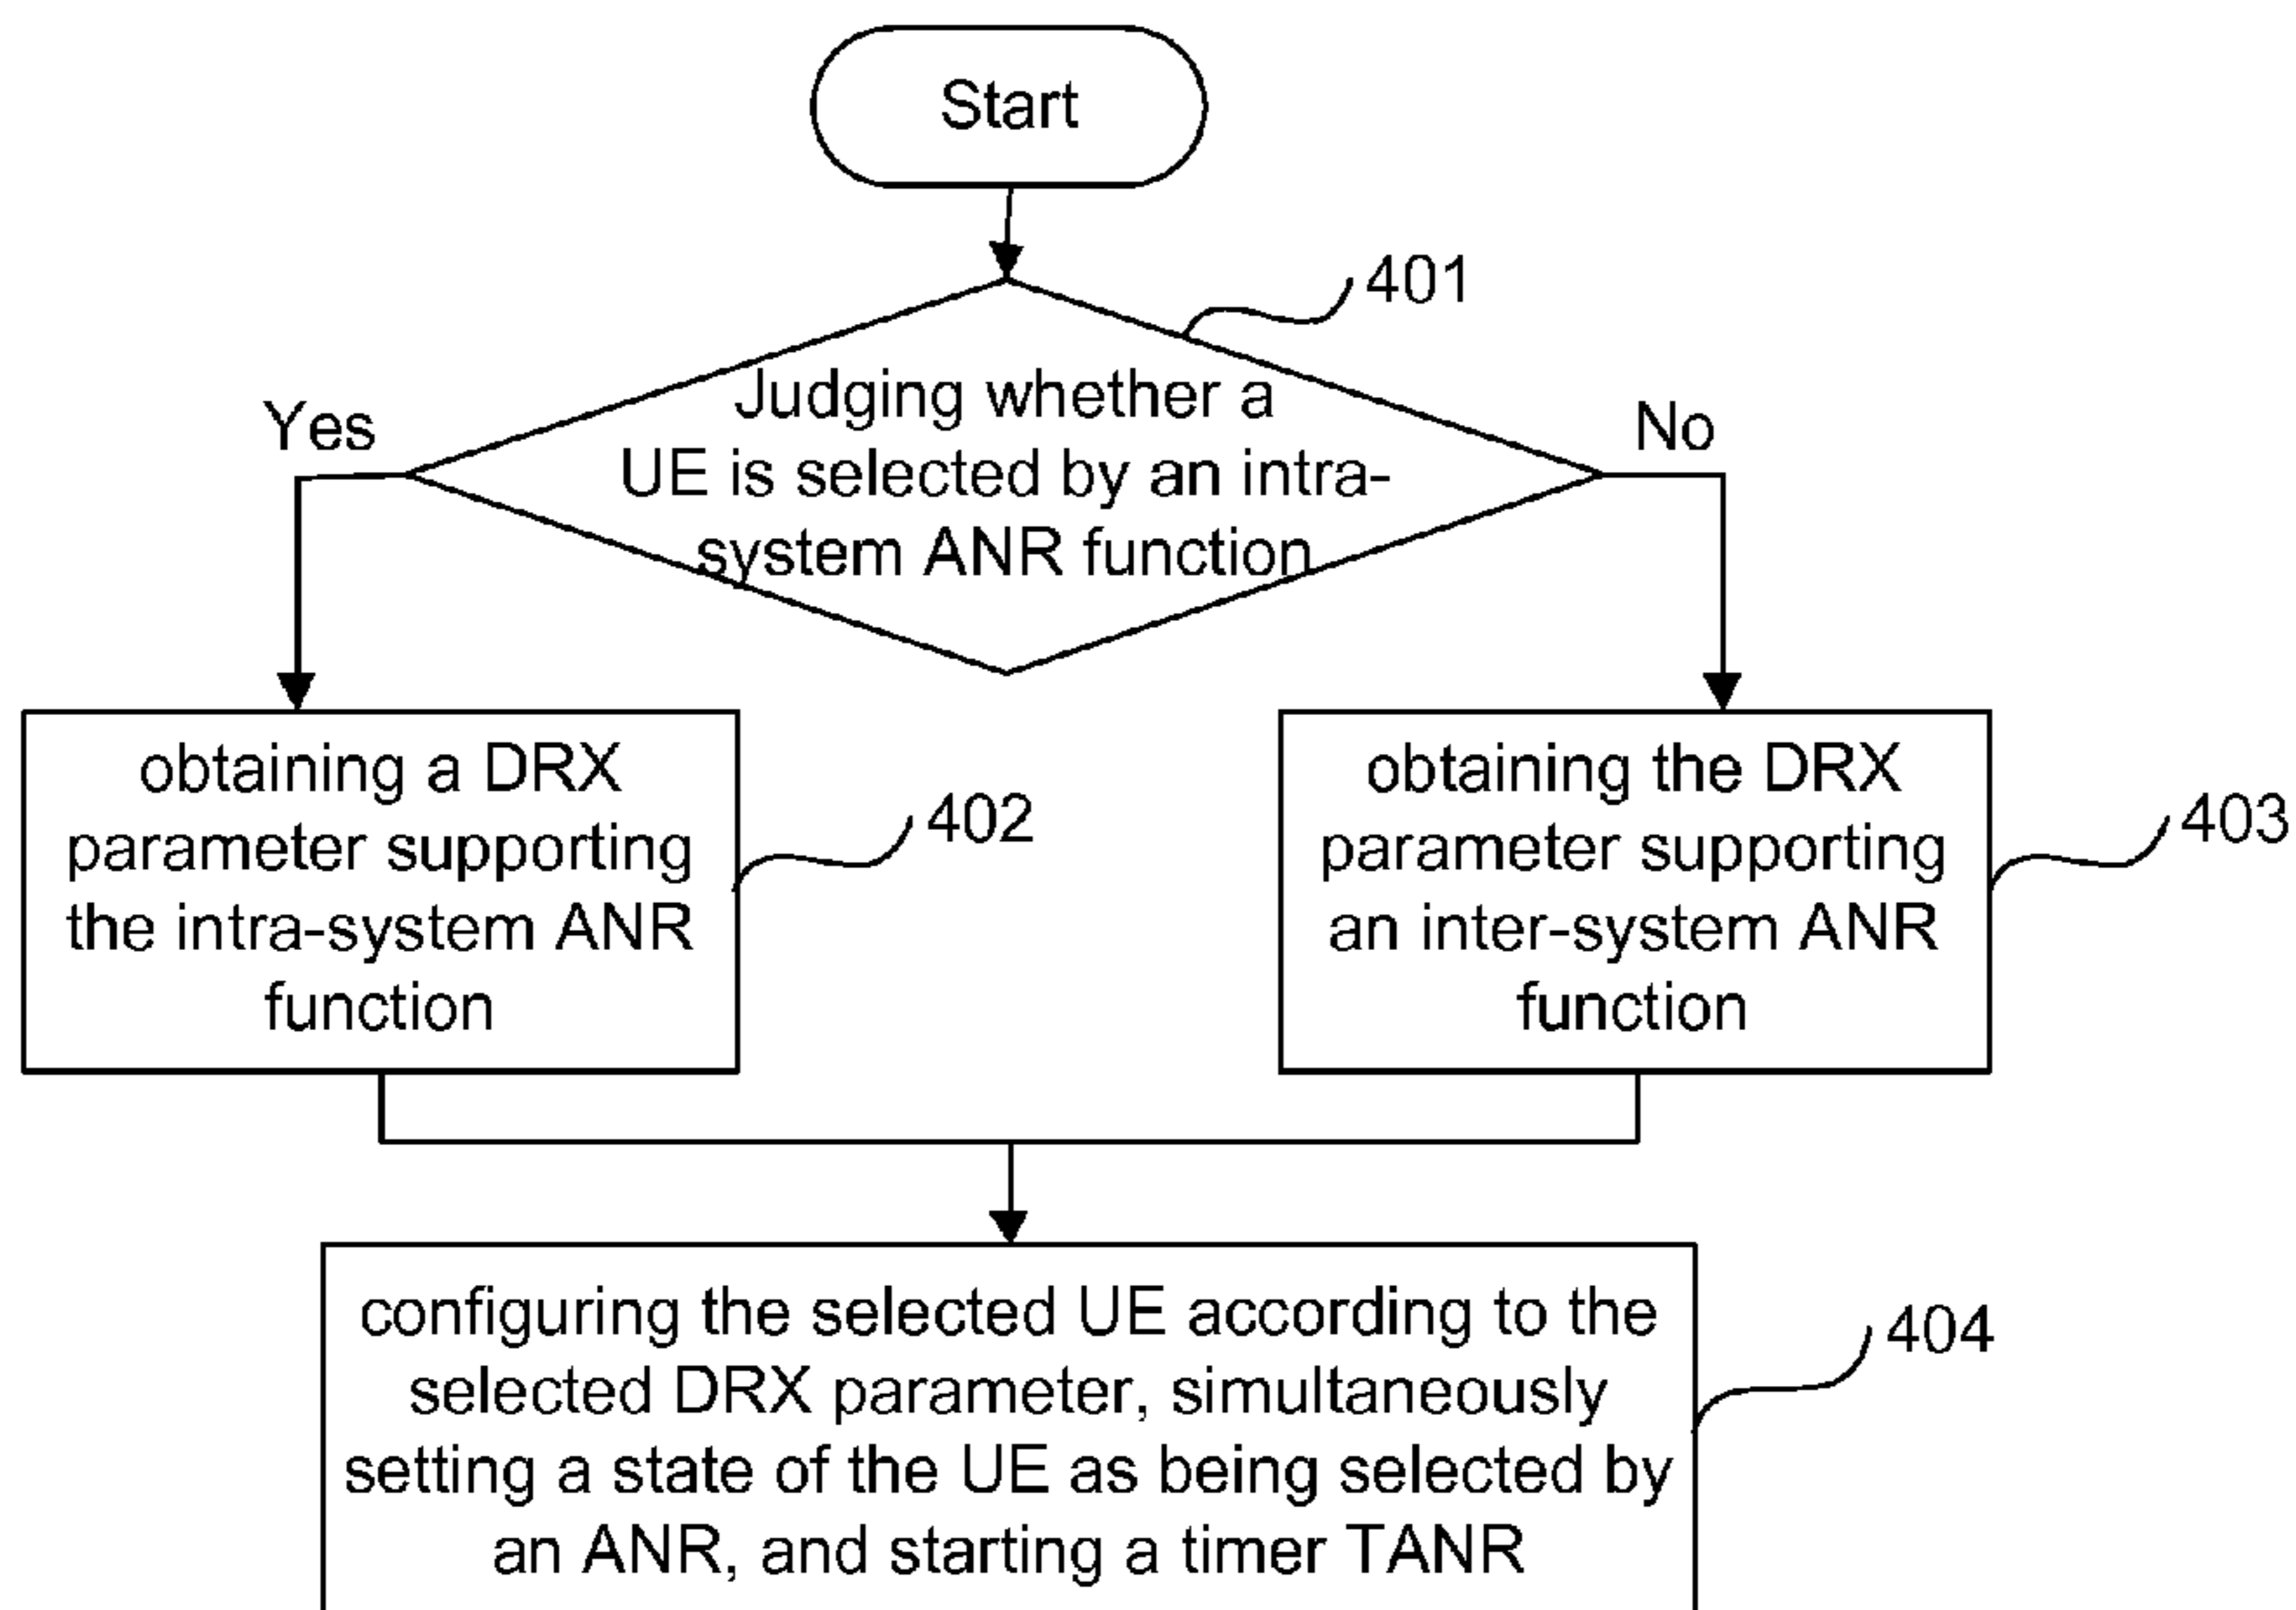 Start
401
Judging whether a
UE is selected by an intra-
system ANR function
Yes
No
obtaining a DRX
parameter supporting
the intra-system ANR
function
402
obtaining the DRX
parameter supporting
an inter-system ANR
function
403
configuring the selected UE according to the
selected DRX parameter, simultaneously
setting a state of the UE as being selected by
an ANR, and starting a timer TANR
404